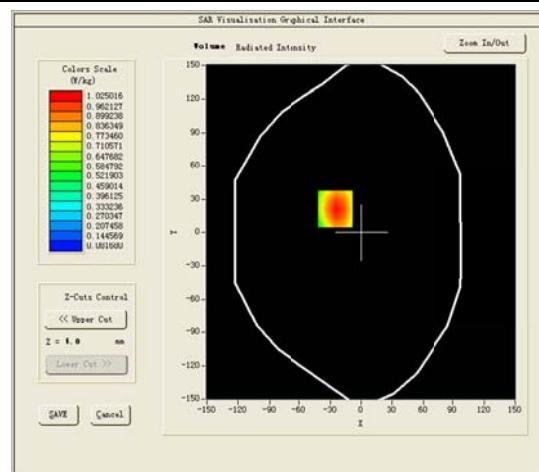 SAR Visualisation Graphical Interface
Volume Radiated Intensity
Zoom In/Out
Colors Scale
(W/kg)
1.025016
0.962127
0.899238
0.836349
0.773460
0.710571
0.647682
0.584792
0.521903
0.459014
0.396125
0.333236
0.270347
0.207458
0.144569
0.081680
150
120
90
60
30
0
-30
-60
-90
-120
-150
Y
-150 -120 -90 -60 -30 0 30 60 90 120 150
X
Z-Cuts Control
<< Upper Cut
Z = 4.0 mm
Lower Cut >>
SAVE Cancel